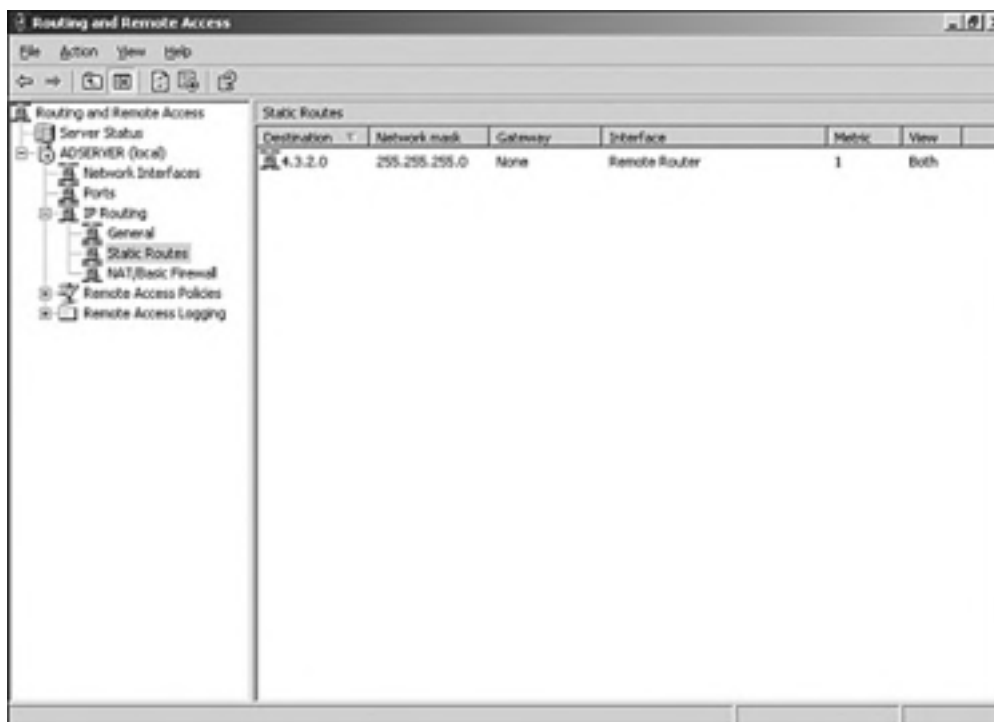 Routing and Remote Access
File Action View Help
Routing and Remote Access
Server Status
ADSERVER (local)
Network Interfaces
Ports
IP Routing
General
Static Routes
NAT/Basic Firewall
Remote Access Policies
Remote Access Logging
Static Routes
Destination Network mask Gateway Interface Metric View
4.3.2.0 255.255.255.0 None Remote Router 1 Both